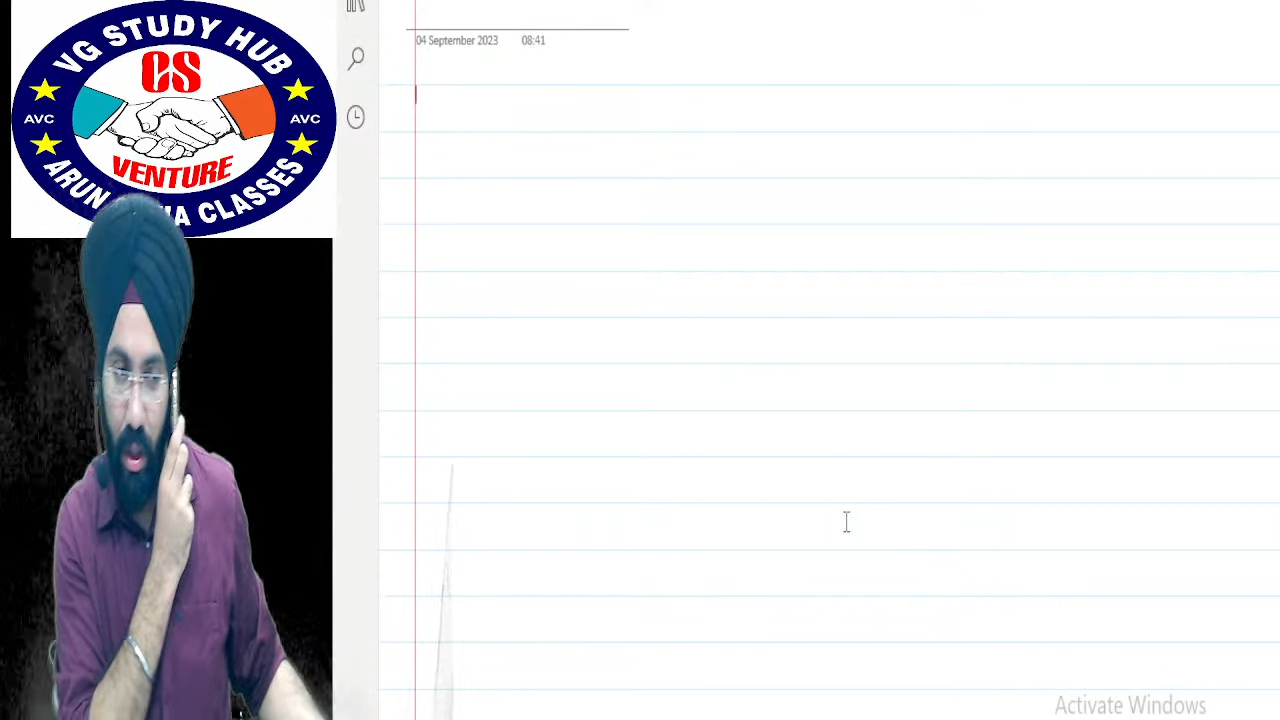 VG STUDY HUB
CS
AVC
AVC
VENTURE
ARUN
CLASSES
04 September 2023 08:41
Activate Windows